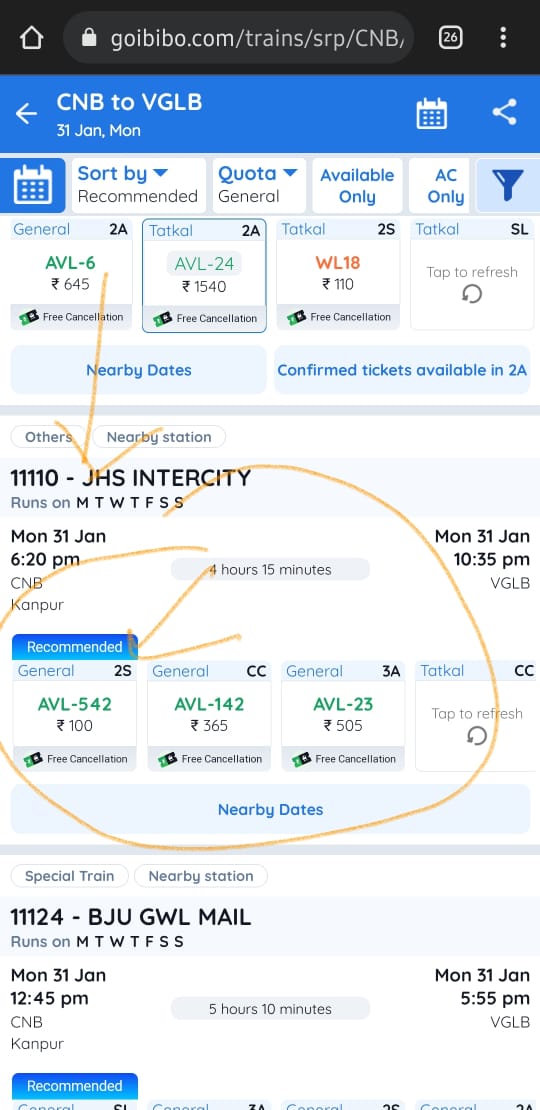 goibibo.com/trains/srp/CNB/
26
CNB to VGLB
31 Jan, Mon
Sort by Quota Available AC
Recommended General Only Only
General 2A Tatkal 2A Tatkal 2S Tatkal SL
AVL-6 AVL-24 WL18 Tap to refresh
₹ 645 ₹ 1540 ₹ 110
Free Cancellation Free Cancellation Free Cancellation
Nearby Dates Confirmed tickets available in 2A
Others Nearby station
11110 - JHS INTERCITY
Runs on M T W T F S S
Mon 31 Jan Mon 31 Jan
6:20 pm 4 hours 15 minutes 10:35 pm
CNB VGLB
Kanpur
Recommended
General 2S General CC General 3A Tatkal CC
AVL-542 AVL-142 AVL-23 Tap to refresh
₹ 100 ₹ 365 ₹ 505
Free Cancellation Free Cancellation Free Cancellation
Nearby Dates
Special Train Nearby station
11124 - BJU GWL MAIL
Runs on M T W T F S S
Mon 31 Jan Mon 31 Jan
12:45 pm 5 hours 10 minutes 5:55 pm
CNB VGLB
Kanpur
Recommended
General SL General 3A General 2S General 2A